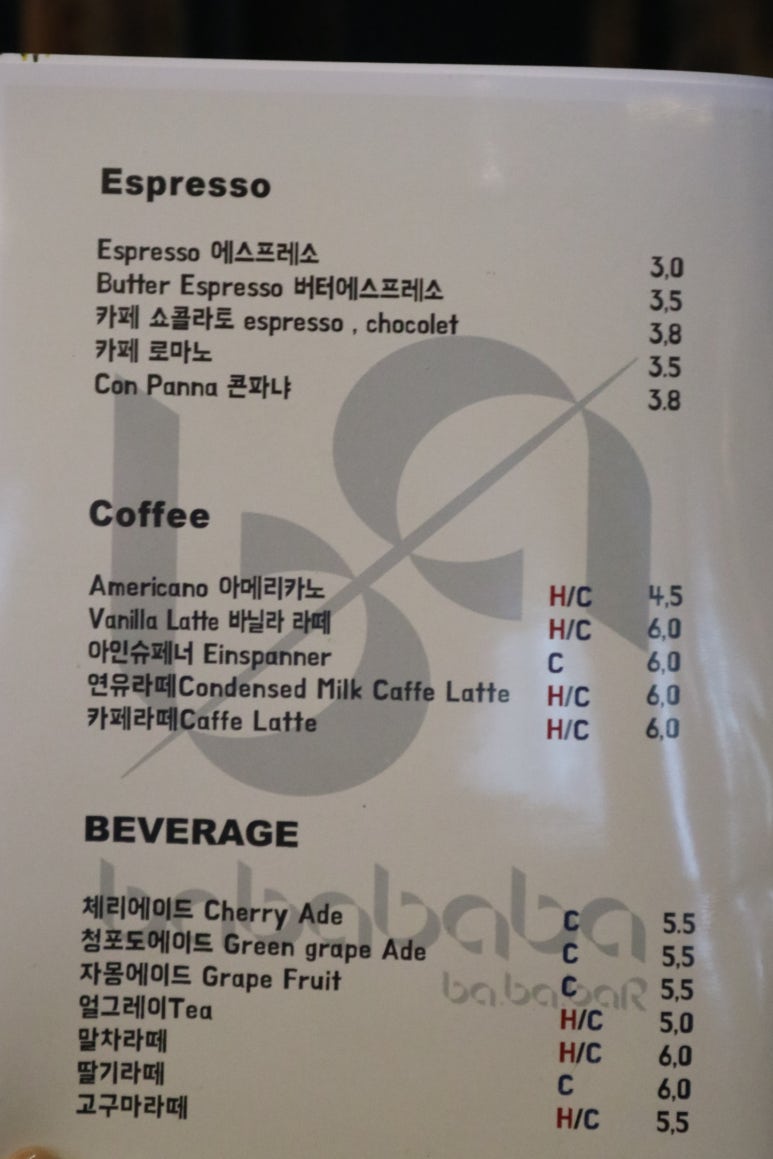 Espresso
Espresso 에스프레소 3,0
Butter Espresso 버터에스프레소 3,5
카페 쇼콜라토 espresso , chocolet 3,8
카페 로마노 3.5
Con Panna 콘파냐 3.8
Coffee
Americano 아메리카노 H/C 4,5
Vanilla Latte 바닐라 라떼 H/C 6,0
아인슈페너 Einspanner C 6,0
연유라떼Condensed Milk Caffe Latte H/C 6,0
카페라떼Caffe Latte H/C 6,0
BEVERAGE
bababababa
체리에이드 Cherry Ade C 5.5
청포도에이드 Green grape Ade C 5,5
자몽에이드 Grape Fruit C 5,5
ba.ba.baR
얼그레이Tea H/C 5,0
말차라떼 H/C 6,0
딸기라떼 C 6,0
고구마라떼 H/C 5,5